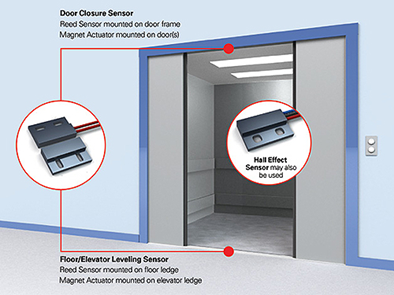 Door Closure Sensor
Reed Sensor mounted on door frame
Magnet Actuator mounted on door(s)
Hall Effect
Sensor may also
be used
Floor/Elevator Leveling Sensor
Reed Sensor mounted on floor ledge
Magnet Actuator mounted on elevator ledge